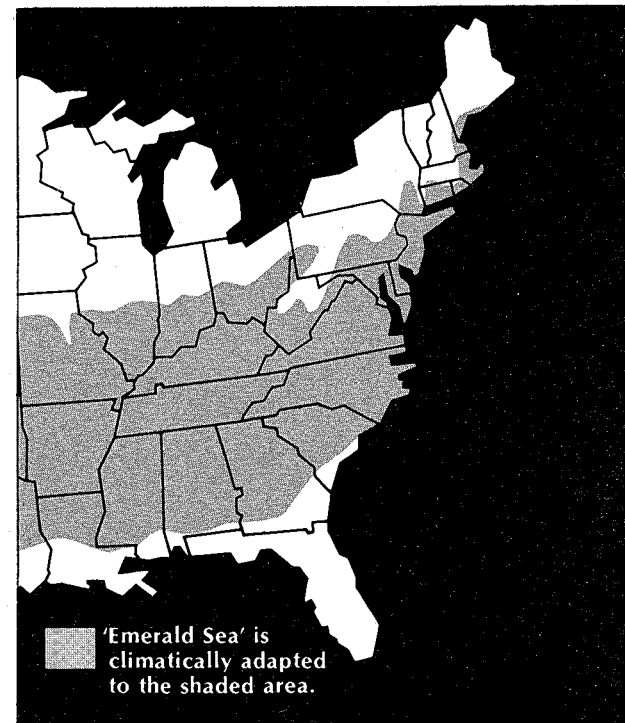 'Emerald Sea' is
climatically adapted
to the shaded area.